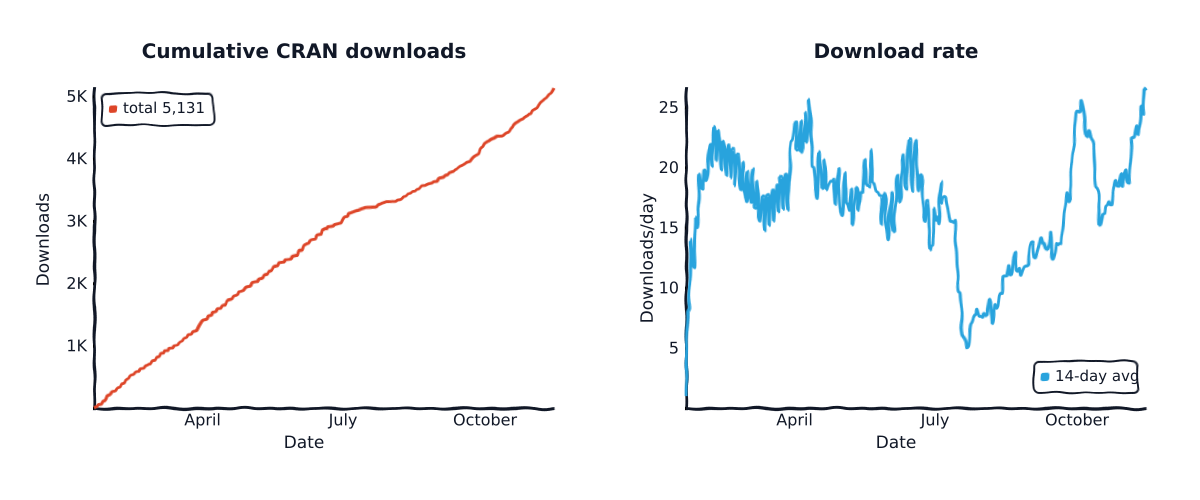 Cumulative CRAN downloads
5K
4K
3K
2K
1K
total 5,131
Downloads
April
July
October
Date
Download rate
25
20
15
10
5
Downloads/day
14-day avg
April
July
October
Date